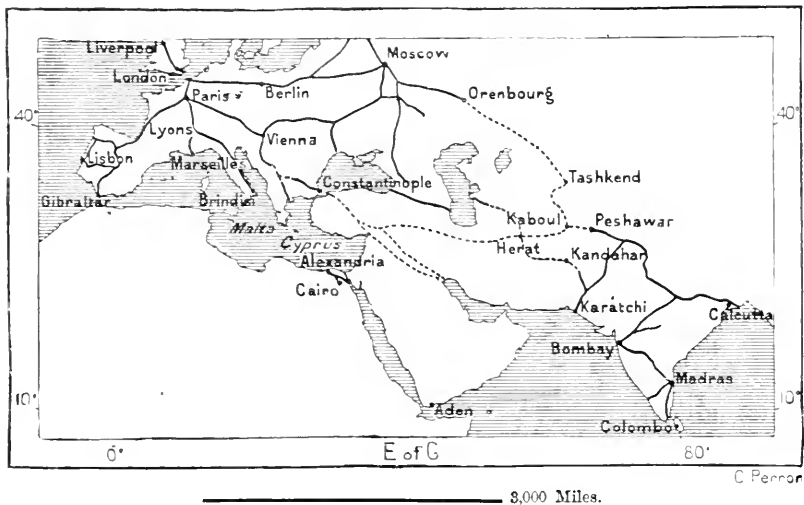 Liverpool
Moscow
London
Paris
Berlin
Orenbourg
40°
40°
Lyons
Vienna
Lisbon
Marseille
Tashkend
Constantinople
Gibraltar
Brindisi
Kaboul
Peshawar
Malta
Cyprus
Herat
Kandahar
Alexandria
Cairo
Karatchi
Calcutta
Bombay
Madras
10°
10°
Aden
Colombo
0°
E of G
80°
C Perron
3,000 Miles.